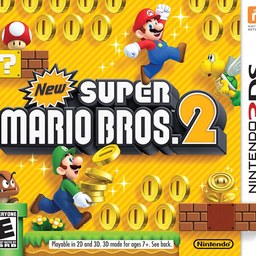 New
SUPER
MARIO BROS. 2
NINTENDO 3DS
EVERYONE
E
Playable in 2D and 3D. 3D mode for ages 7+. See back.
Nintendo